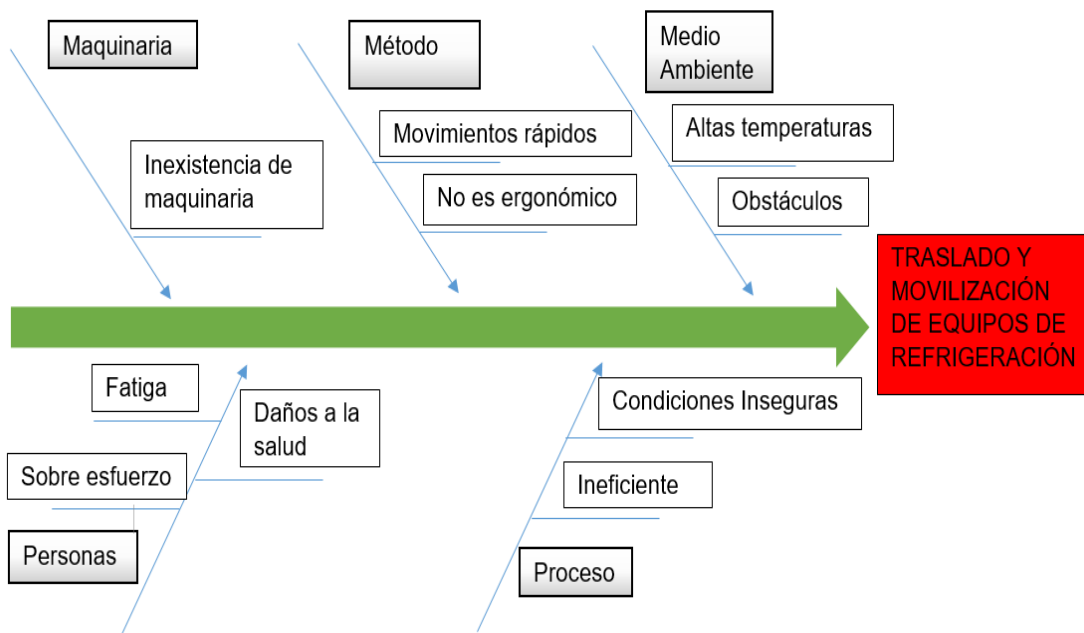 Maquinaria
Método
Medio
Ambiente
Movimientos rápidos
Altas temperaturas
Inexistencia de
maquinaria
No es ergonómico
Obstáculos
TRASLADO Y
MOVILIZACIÓN
DE EQUIPOS DE
REFRIGERACIÓN
Fatiga
Daños a la
salud
Condiciones Inseguras
Sobre esfuerzo
Ineficiente
Personas
Proceso